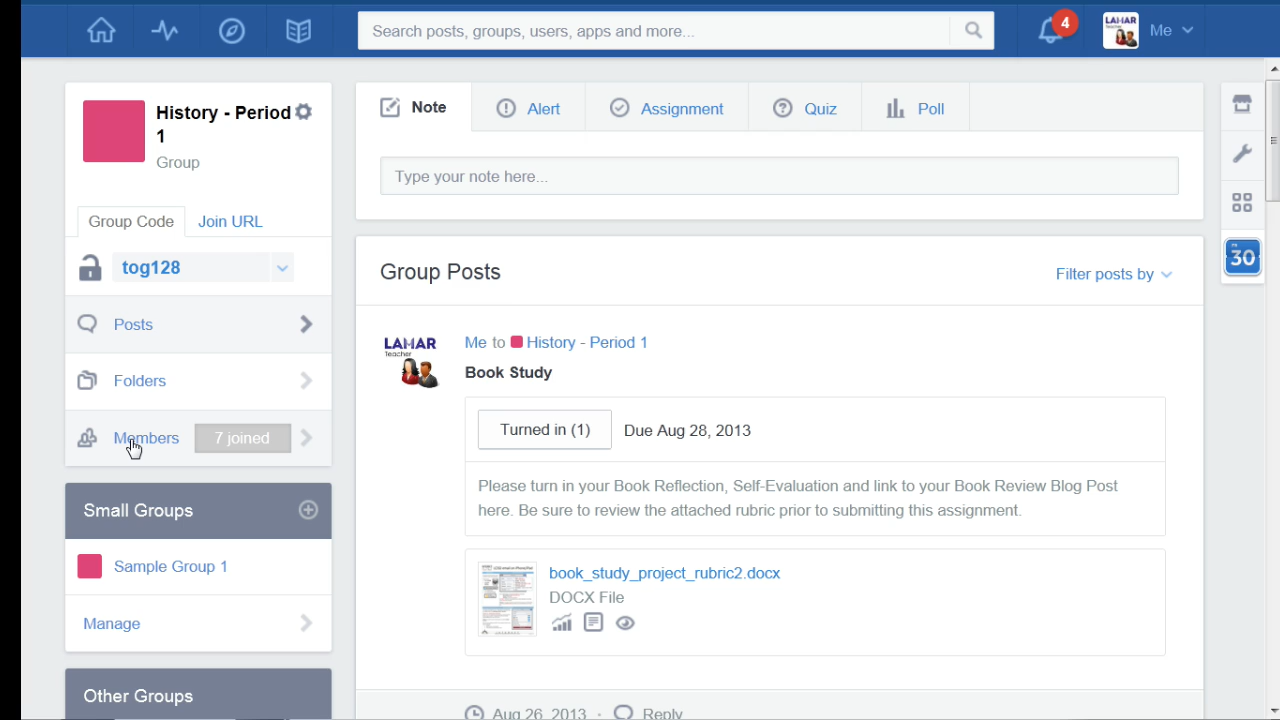 Search posts, groups, users, apps and more...
4
LAMAR
Teacher
Me
History - Period
1
Group
Group Code
Join URL
tog128
Posts
Folders
Members
7 joined
Small Groups
Sample Group 1
Manage
Other Groups
Note
Alert
Assignment
Quiz
Poll
Type your note here...
Group Posts
Filter posts by
LAMAR
Teacher
Me to History - Period 1
Book Study
Turned in (1)
Due Aug 28, 2013
Please turn in your Book Reflection, Self-Evaluation and link to your Book Review Blog Post
here. Be sure to review the attached rubric prior to submitting this assignment.
book_study_project_rubric2.docx
DOCX File
Aug 26, 2013 · Reply
30